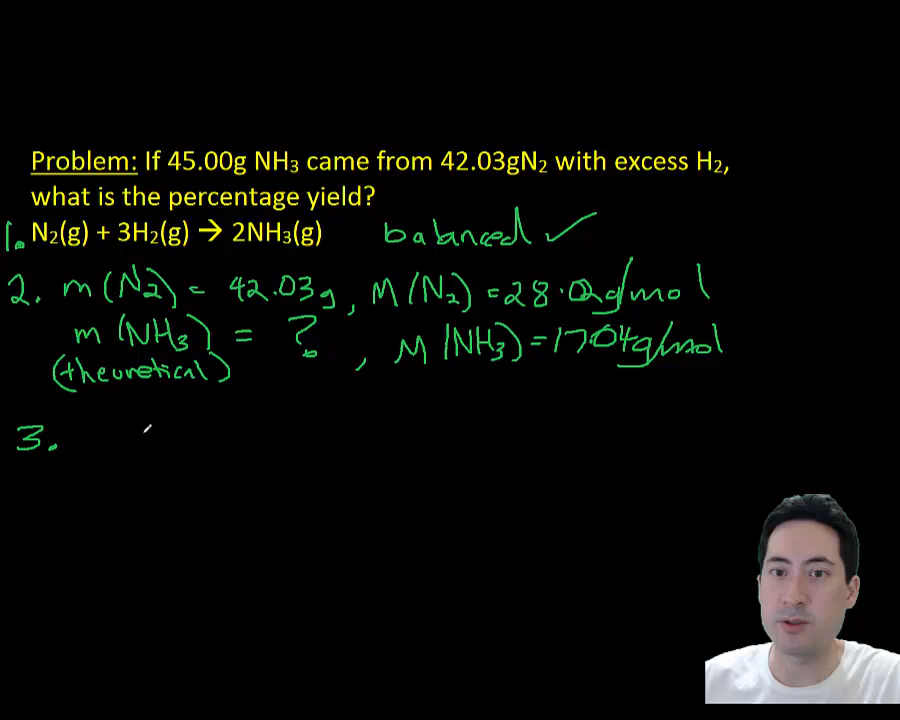 Problem: If 45.00g NH3 came from 42.03gN2 with excess H2,
what is the percentage yield?
1. N2(g) + 3H2(g) → 2NH3(g) balanced ✓
2. m(N2) = 42.03g, M(N2) = 28.02g/mol
m(NH3) = ?, M(NH3) = 17.04g/mol
(theoretical)
3.